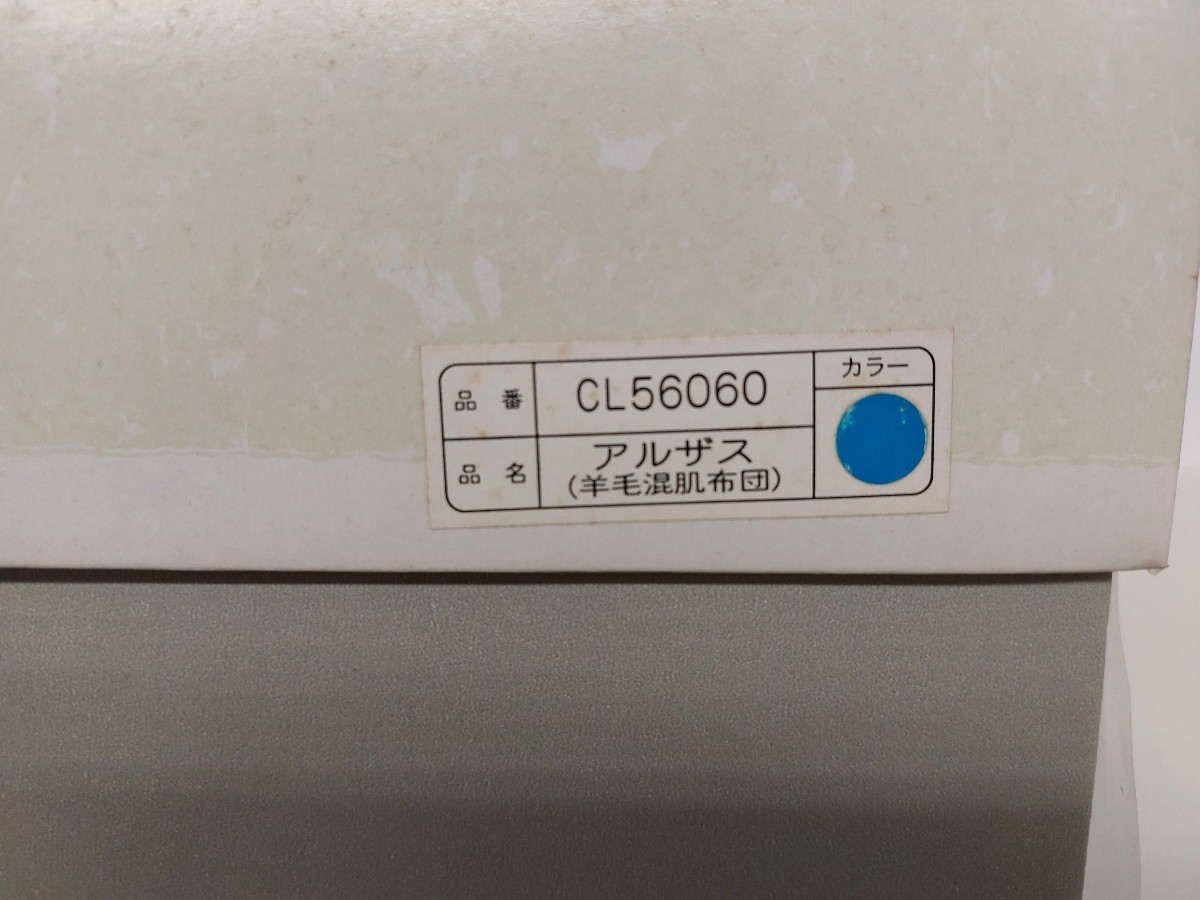 品番 CL56060 カラー
品名 アルザス
(羊毛混肌布団)